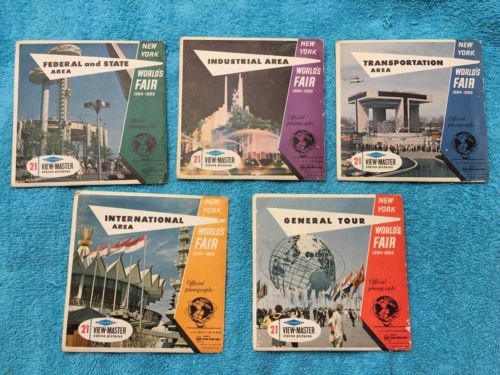 FEDERAL and STATE
AREA
NEW
YORK
WORLD'S
FAIR
1964-1965
Official
photographs
21
VIEW-MASTER
stereo pictures
INDUSTRIAL AREA
NEW
YORK
WORLD'S
FAIR
1964-1965
Official
photographs
21
VIEW-MASTER
stereo pictures
TRANSPORTATION
AREA
NEW
YORK
WORLD'S
FAIR
1964-1965
Official
photographs
21
VIEW-MASTER
stereo pictures
INTERNATIONAL
AREA
NEW
YORK
WORLD'S
FAIR
1964-1965
Official
photographs
21
VIEW-MASTER
stereo pictures
GENERAL TOUR
NEW
YORK
WORLD'S
FAIR
1964-1965
Official
photographs
21
VIEW-MASTER
stereo pictures